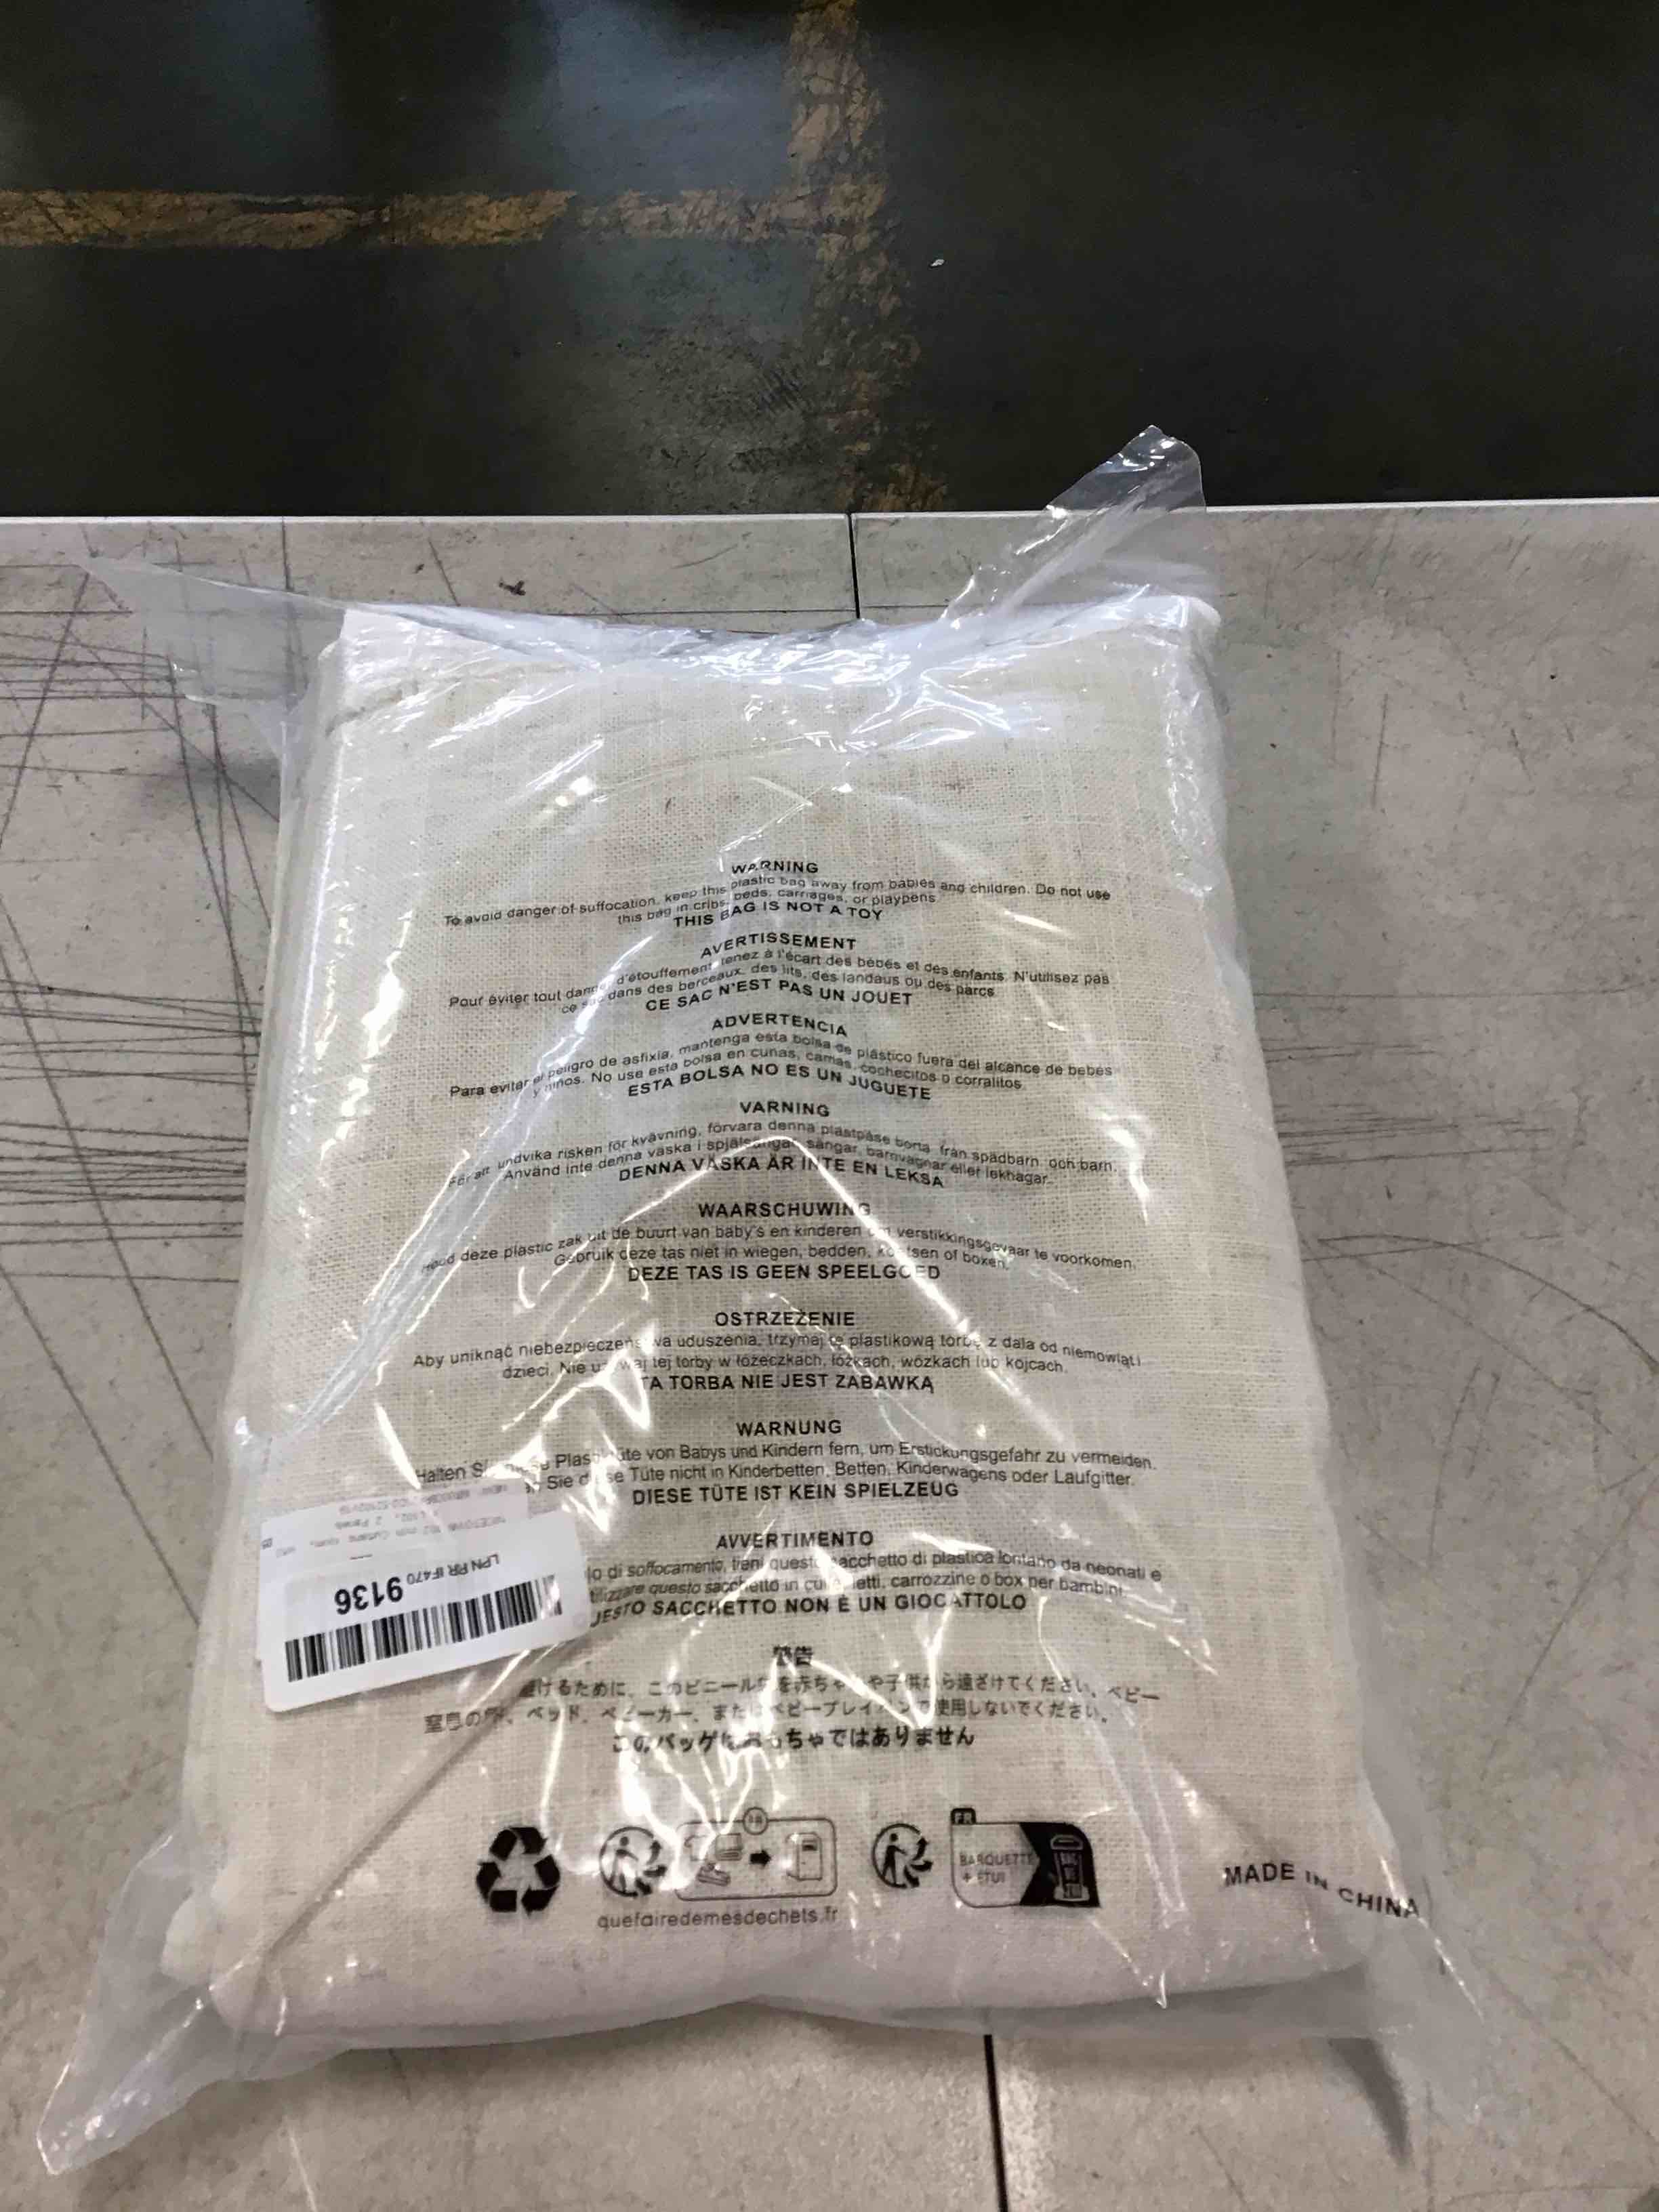 WARNING
To avoid danger of suffocation, keep this plastic bag away from babies and children. Do not use
this bag in cribs, beds, carriages, or playpens
THIS BAG IS NOT A TOY
AVERTISSEMENT
Pour éviter tout danger d'étouffement, tenez à l'écart des bébés et des enfants. N'utilisez pas
ce sac dans des berceaux, des lits, des landaus ou des parcs
CE SAC N'EST PAS UN JOUET
ADVERTENCIA
Para evitar el peligro de asfixia, mantenga esta bolsa de plástico fuera del alcance de bebés
y niños. No use esta bolsa en cunas, camas, cochecitos o corralitos.
ESTA BOLSA NO ES UN JUGUETE
VARNING
För att undvika risken för kvävning, förvara denna plastpåse borta från spädbarn och barn.
Använd inte denna väska i spjälsängar, sängar, barnvagnar eller lekhagar.
DENNA VÄSKA ÄR INTE EN LEKSA
WAARSCHUWING
Houd deze plastic zak uit de buurt van baby's en kinderen om verstikkingsgevaar te voorkomen.
Gebruik deze tas niet in wiegen, bedden, koetsen of boxen.
DEZE TAS IS GEEN SPEELGOED
OSTRZEŻENIE
Aby uniknąć niebezpieczeństwa uduszenia, trzymaj tę plastikową torbę z dala od niemowląt i
dzieci. Nie używaj tej torby w łóżeczkach, łóżkach, wózkach lub kojcach.
TA TORBA NIE JEST ZABAWKĄ
WARNUNG
Halten Sie diese Plastiktüte von Babys und Kindern fern, um Erstickungsgefahr zu vermeiden.
Sie diese Tüte nicht in Kinderbetten, Betten, Kinderwagens oder Laufgitter.
DIESE TÜTE IST KEIN SPIELZEUG
AVVERTIMENTO
di soffocamento, tieni questo sacchetto di plastica lontano da neonati e
questo sacchetto in letti, carrozzine o box per bambini.
SACCHETTO NON È UN GIOCATTOLO
警告
避けるために、このビニール袋を赤ちゃんや子供から遠ざけてください。ベビー
ベッド、ベビーカー、またはベビープレイペンで使用しないでください。
このバッグはおもちゃではありません
FR
FR
BARQUETTE
+ ÉTUI
quefairedemesdechets.fr
MADE IN CHINA
LPN RR IF470 9136